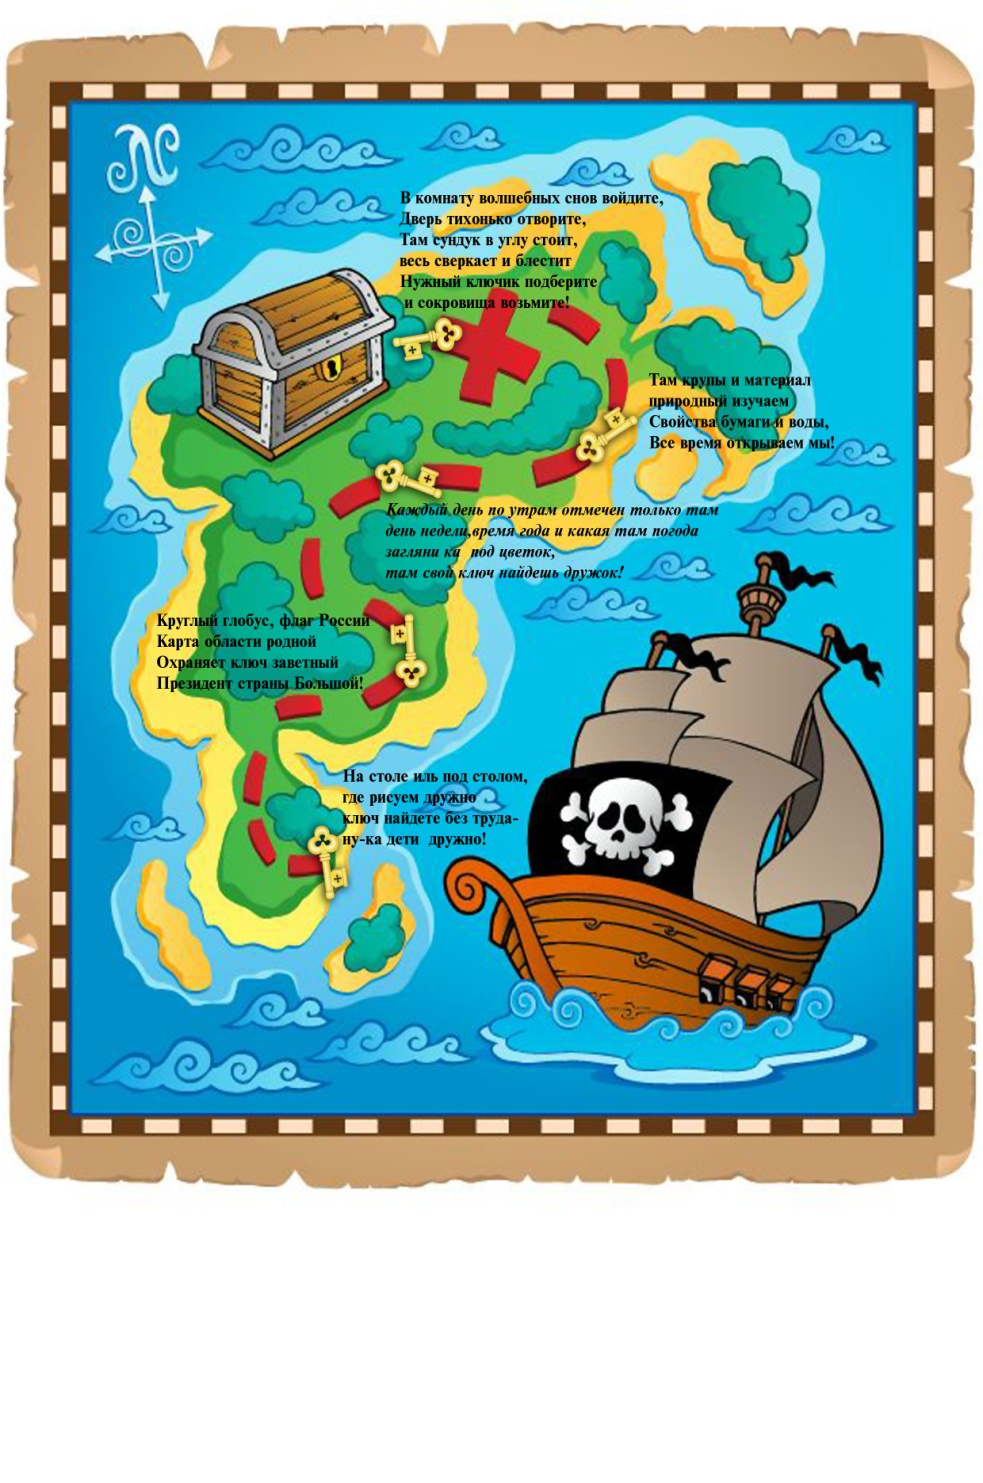 N
В комнату волшебных снов войдите,
Дверь тихонько отворите,
Там сундук в углу стоит,
весь сверкает и блестит
Нужный ключик подберите
и сокровища возьмите!
Там крупы и материал
природный изучаем
Свойства бумаги и воды,
Все время открываем мы!
Каждый день по утрам отмечен только там
день недели,время года и какая там погода
загляни ка под цветок,
там свой ключ найдешь дружок!
Круглый глобус, флаг России
Карта области родной
Охраняет ключ заветный
Президент страны Большой!
На столе иль под столом,
где рисуем дружно
ключ найдете без труда-
ну-ка дети дружно!